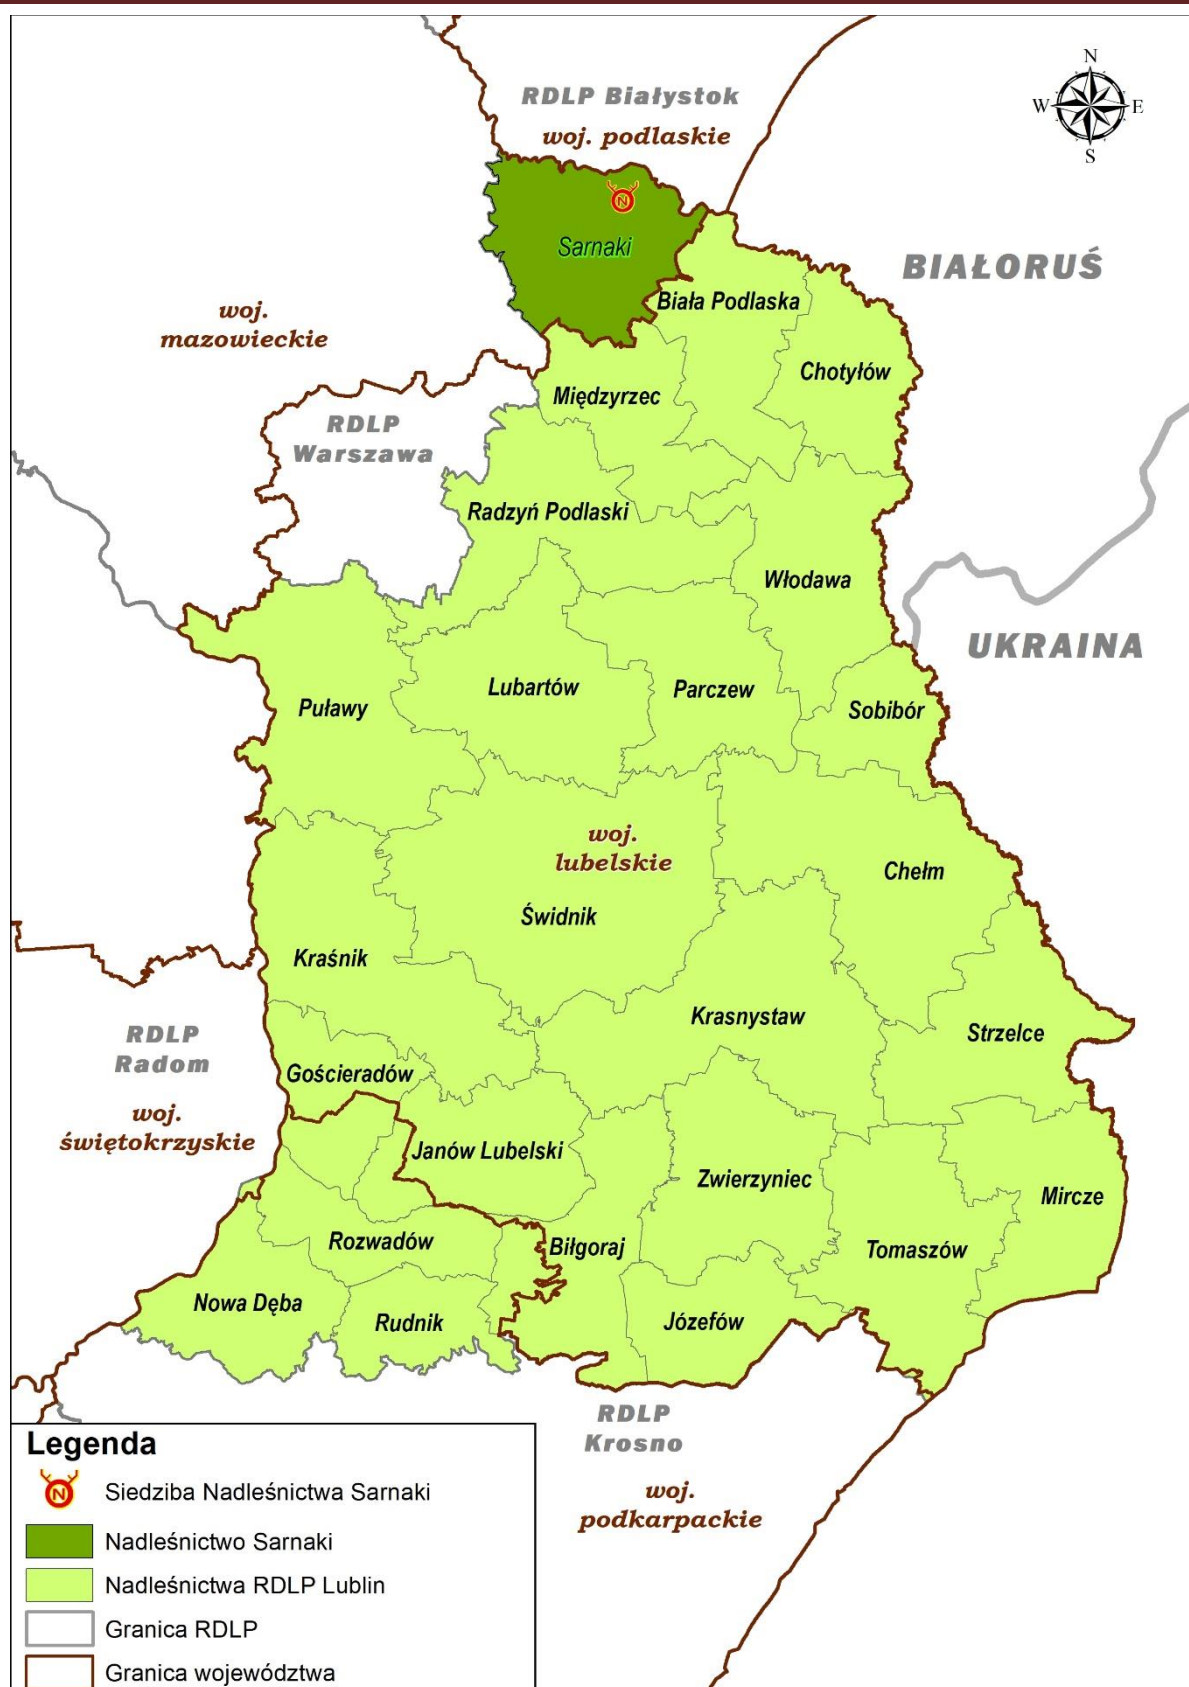 N
W
E
S
RDLP Białystok
woj. podlaskie
N
Sarnaki
BIAŁORUŚ
Biała Podlaska
woj.
mazowieckie
Chotyłów
Międzyrzec
RDLP
Warszawa
Radzyń Podlaski
Włodawa
UKRAINA
Lubartów
Parczew
Puławy
Sobibór
woj.
lubelskie
Chełm
Świdnik
Kraśnik
Krasnystaw
Strzelce
RDLP
Radom
Gościeradów
woj.
świętokrzyskie
Janów Lubelski
Zwierzyniec
Mircze
Rozwadów
Biłgoraj
Tomaszów
Nowa Dęba
Rudnik
Józefów
RDLP
Krosno
woj.
podkarpackie
Legenda
N
Siedziba Nadleśnictwa Sarnaki
Nadleśnictwo Sarnaki
Nadleśnictwa RDLP Lublin
Granica RDLP
Granica województwa